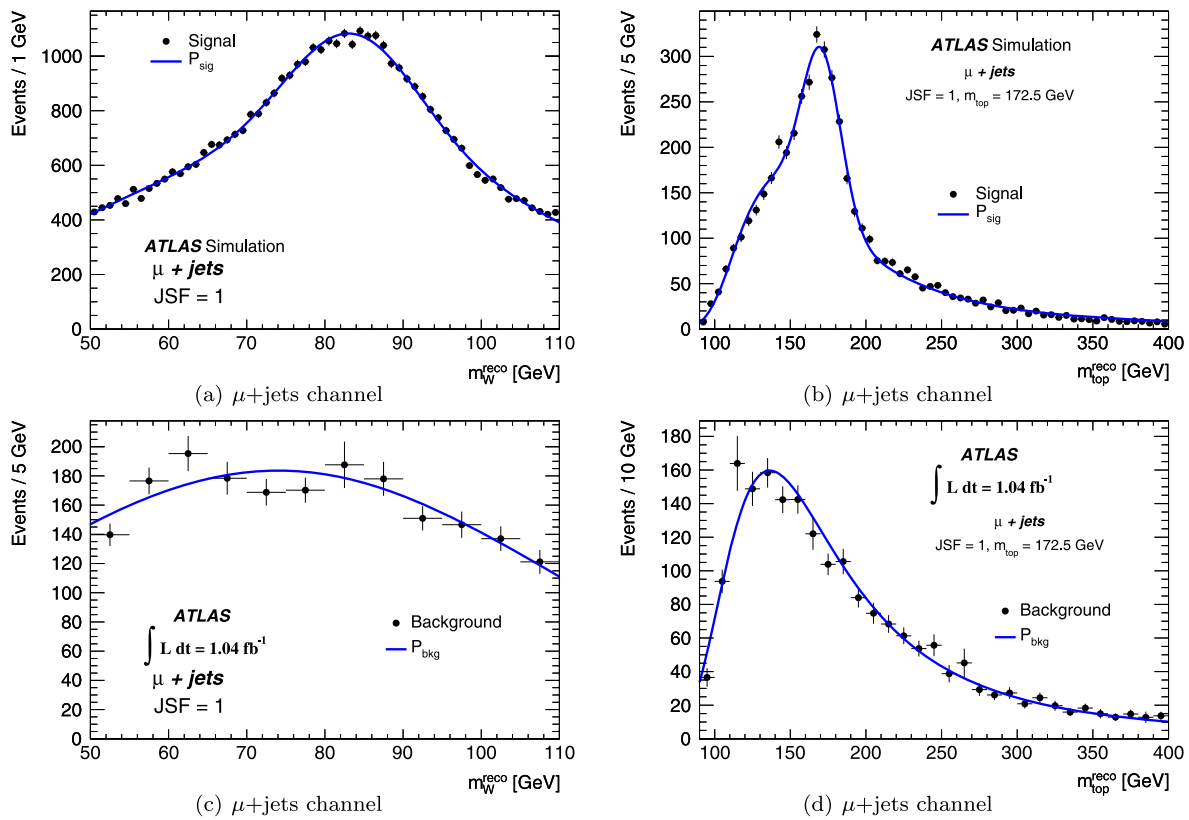 Events / 1 GeV
1000
800
600
400
200
0
Signal
P_sig
ATLAS Simulation
μ + jets
JSF = 1
50 60 70 80 90 100 110
m_W^reco [GeV]
(a) μ+jets channel
Events / 5 GeV
300
250
200
150
100
50
0
ATLAS Simulation
μ + jets
JSF = 1, m_top = 172.5 GeV
Signal
P_sig
100 150 200 250 300 350 400
m_top^reco [GeV]
(b) μ+jets channel
Events / 5 GeV
200
180
160
140
120
100
80
60
40
20
0
ATLAS
∫ L dt = 1.04 fb⁻¹
μ + jets
JSF = 1
Background
P_bkg
50 60 70 80 90 100 110
m_W^reco [GeV]
(c) μ+jets channel
Events / 10 GeV
180
160
140
120
100
80
60
40
20
0
ATLAS
∫ L dt = 1.04 fb⁻¹
μ + jets
JSF = 1, m_top = 172.5 GeV
Background
P_bkg
100 150 200 250 300 350 400
m_top^reco [GeV]
(d) μ+jets channel